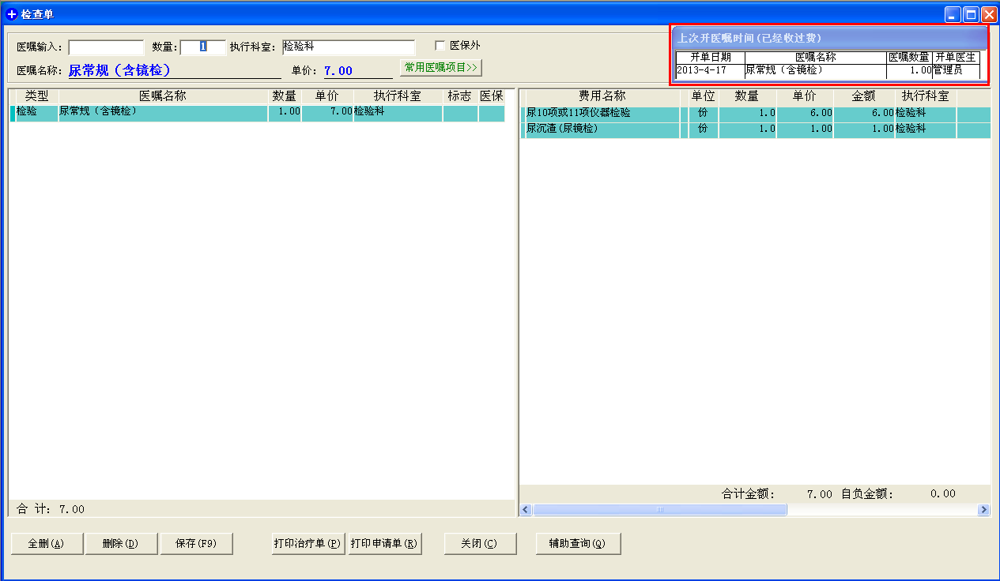 检查单
医嘱输入: 数量: 1 执行科室: 检验科 医保外
医嘱名称: 尿常规（含镜检） 单价: 7.00 常用医嘱项目>>
上次开医嘱时间(已经收过费)
开单日期 医嘱名称 医嘱数量 开单医生
2013-4-17 尿常规（含镜检） 1.00 管理员
类型 医嘱名称 数量 单价 执行科室 标志 医保
检验 尿常规（含镜检） 1.00 7.00 检验科
合 计: 7.00
费用名称 单位 数量 单价 金额 执行科室
尿10项或11项仪器检验 份 1.0 6.00 6.00 检验科
尿沉渣(尿镜检) 份 1.0 1.00 1.00 检验科
合计金额: 7.00 自负金额: 0.00
全删(A) 删除(D) 保存(F9) 打印治疗单(P) 打印申请单(R) 关闭(C) 辅助查询(Q)